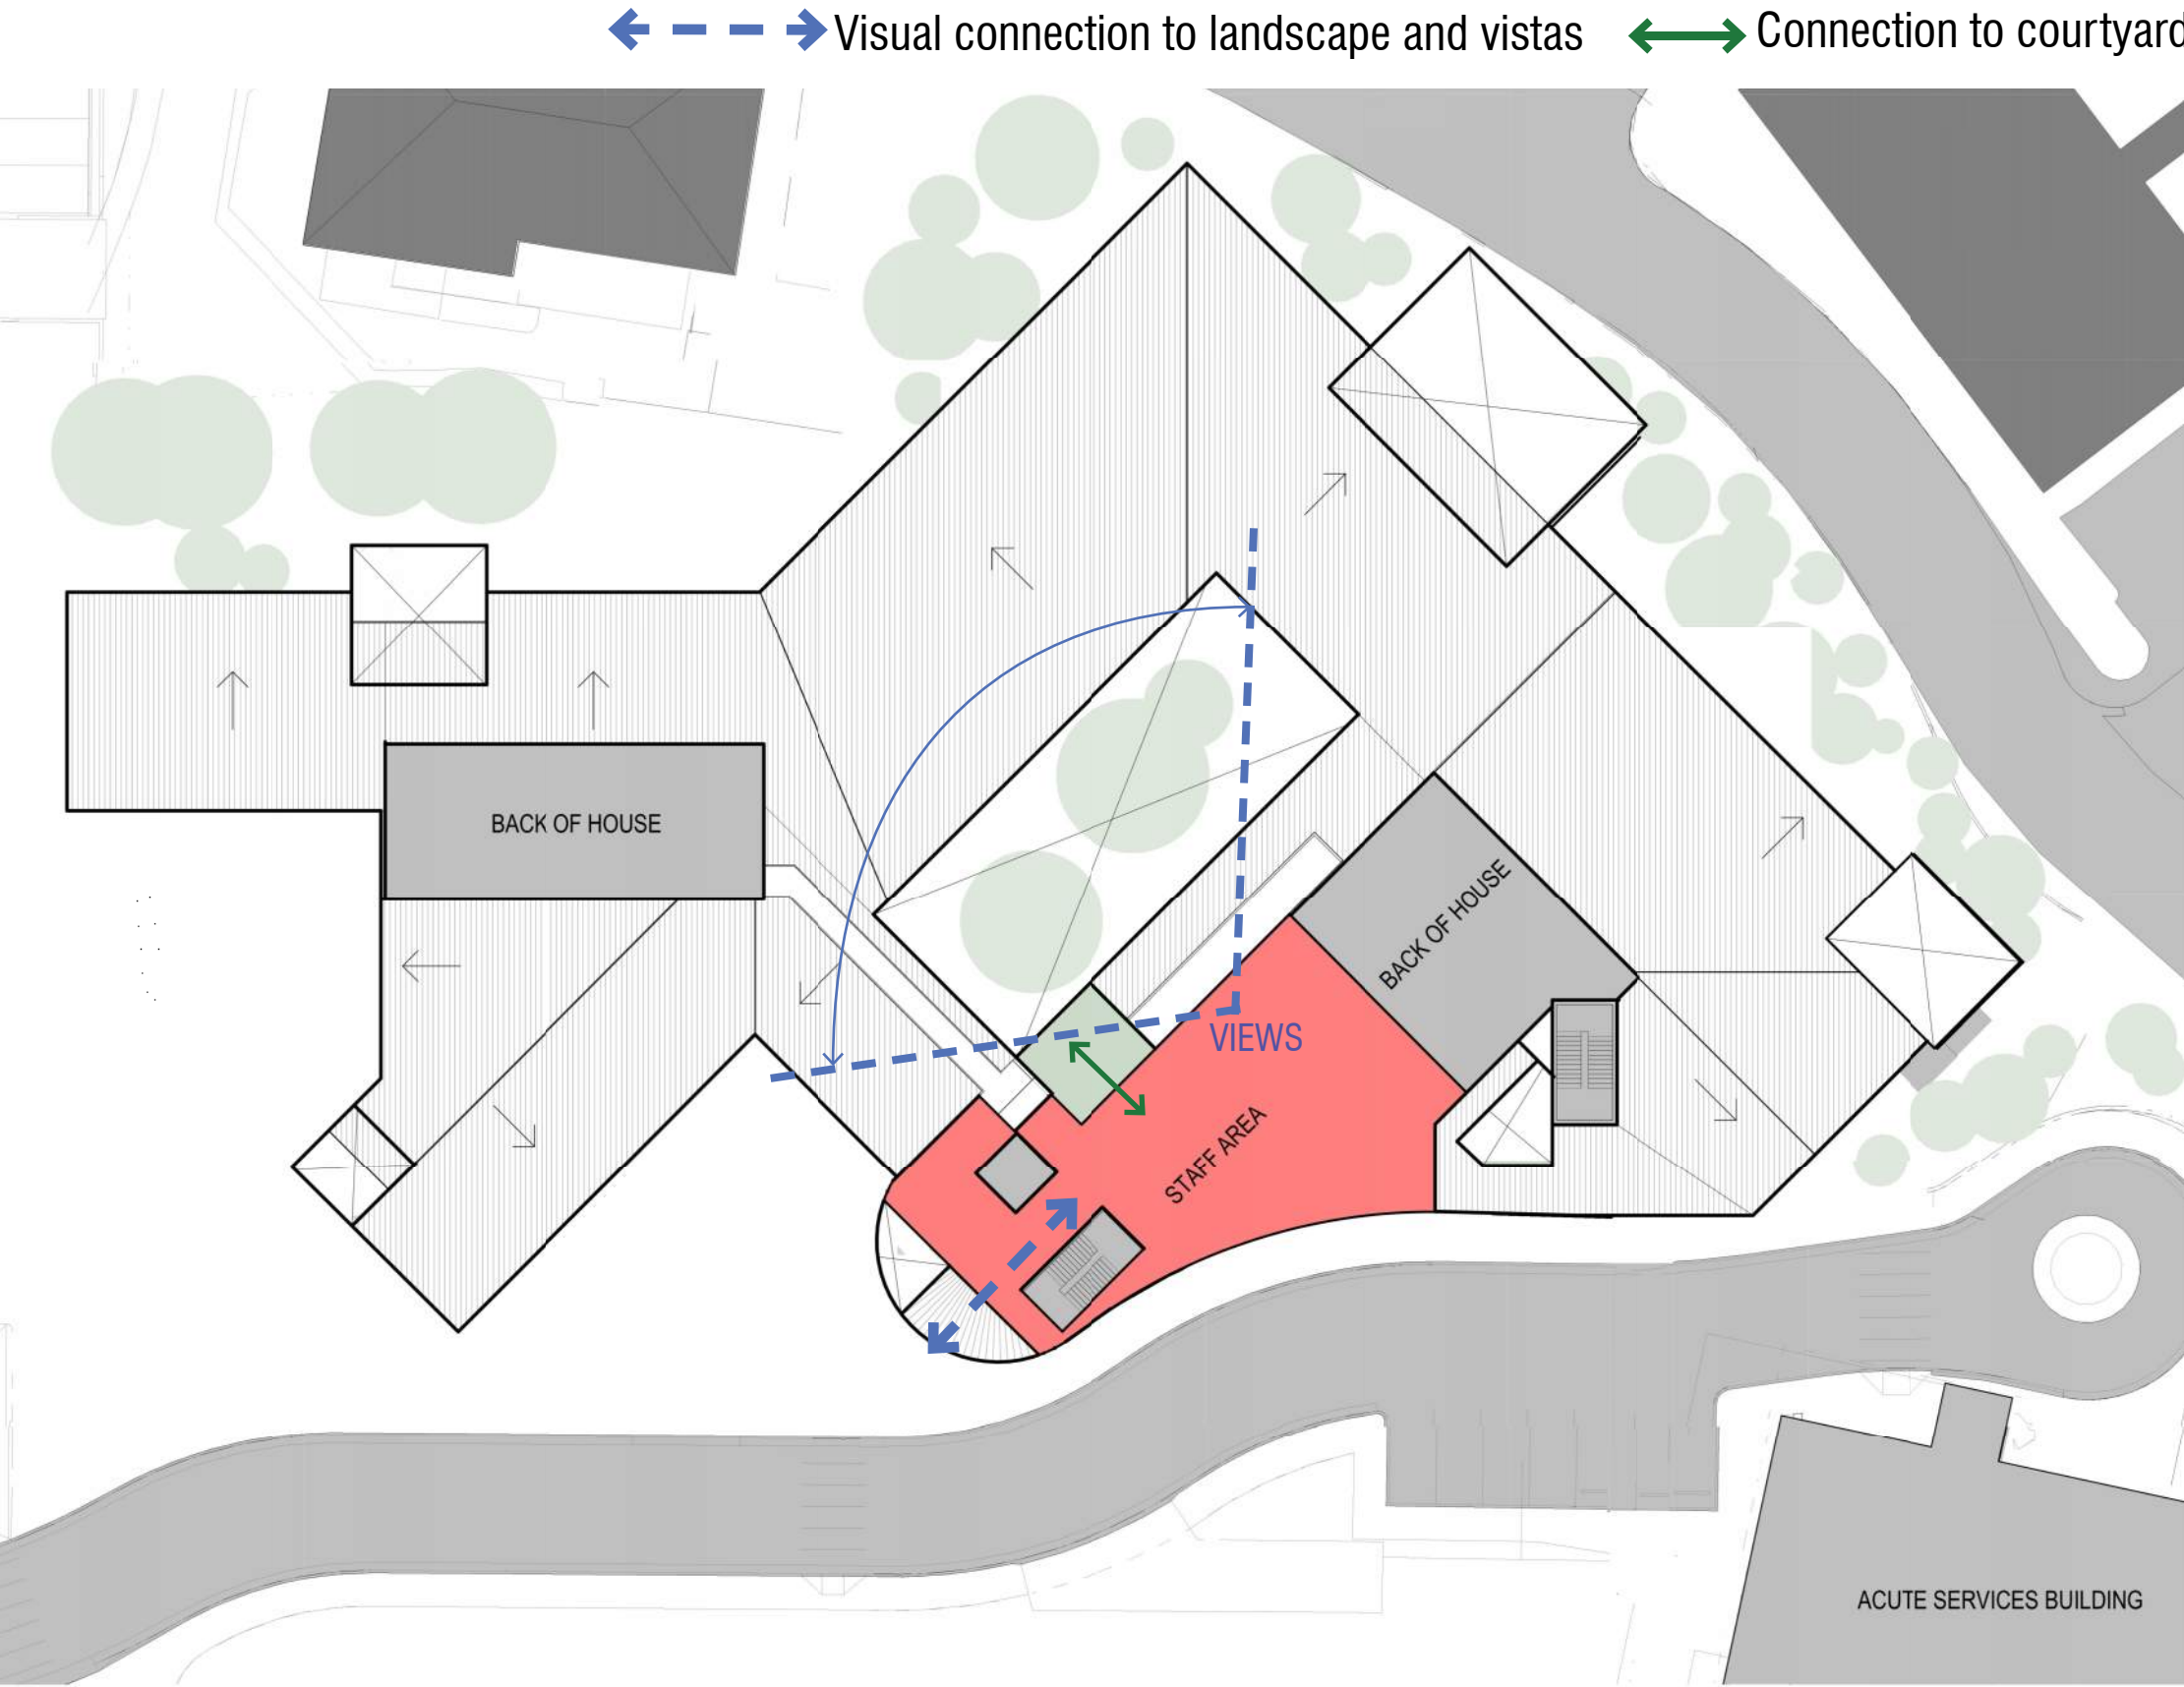 Visual connection to landscape and vistas
Connection to courtyard
BACK OF HOUSE
BACK OF HOUSE
VIEWS
STAFF AREA
ACUTE SERVICES BUILDING